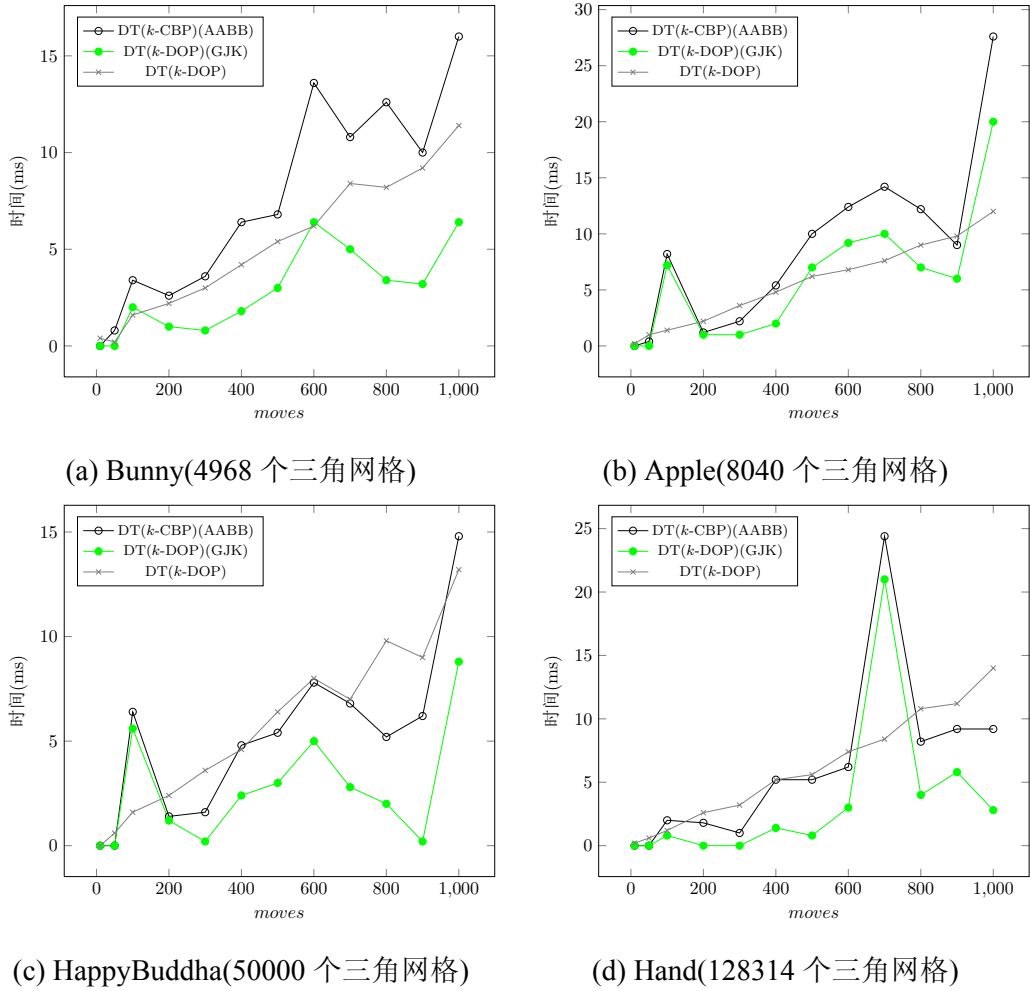 DT(k-CBP)(AABB)
DT(k-DOP)(GJK)
DT(k-DOP)
15
10
5
0
时间(ms)
0 200 400 600 800 1,000
moves
(a) Bunny(4968 个三角网格)
DT(k-CBP)(AABB)
DT(k-DOP)(GJK)
DT(k-DOP)
30
25
20
15
10
5
0
时间(ms)
0 200 400 600 800 1,000
moves
(b) Apple(8040 个三角网格)
DT(k-CBP)(AABB)
DT(k-DOP)(GJK)
DT(k-DOP)
15
10
5
0
时间(ms)
0 200 400 600 800 1,000
moves
(c) HappyBuddha(50000 个三角网格)
DT(k-CBP)(AABB)
DT(k-DOP)(GJK)
DT(k-DOP)
25
20
15
10
5
0
时间(ms)
0 200 400 600 800 1,000
moves
(d) Hand(128314 个三角网格)